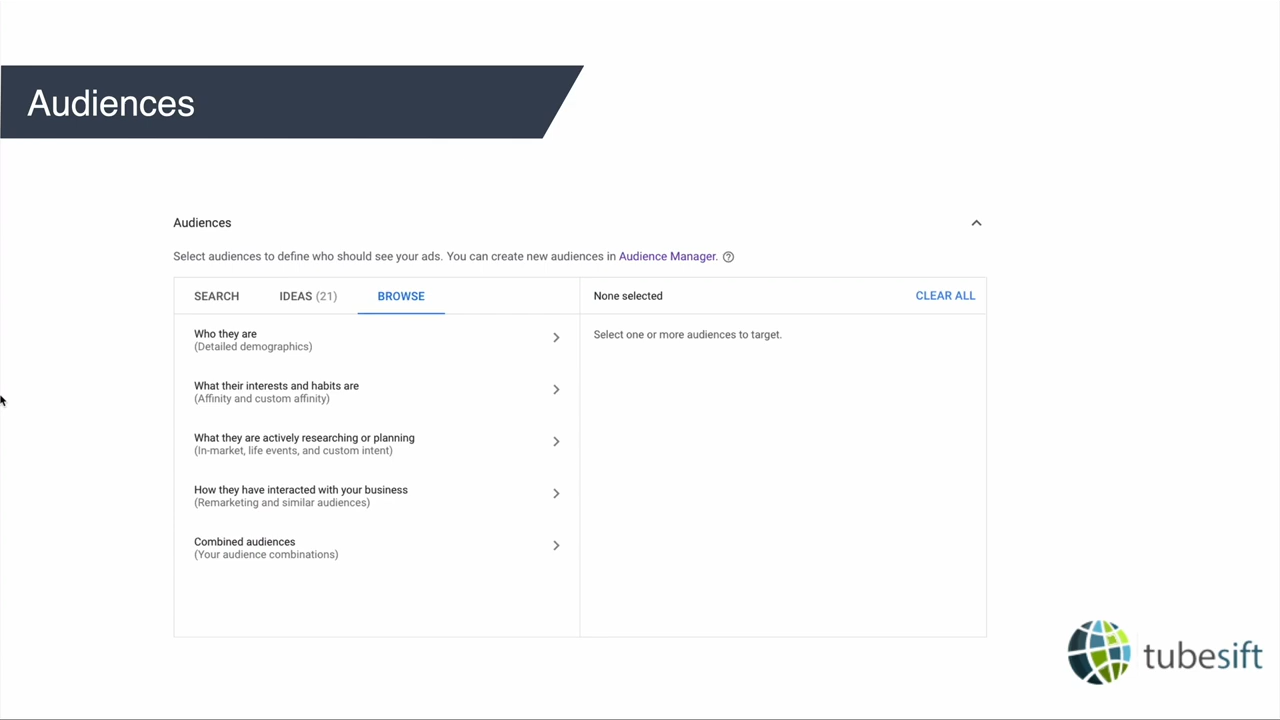 Audiences
Audiences
Select audiences to define who should see your ads. You can create new audiences in Audience Manager.
SEARCH IDEAS (21) BROWSE None selected CLEAR ALL
Who they are
(Detailed demographics)
Select one or more audiences to target.
What their interests and habits are
(Affinity and custom affinity)
What they are actively researching or planning
(In-market, life events, and custom intent)
How they have interacted with your business
(Remarketing and similar audiences)
Combined audiences
(Your audience combinations)
tubesift